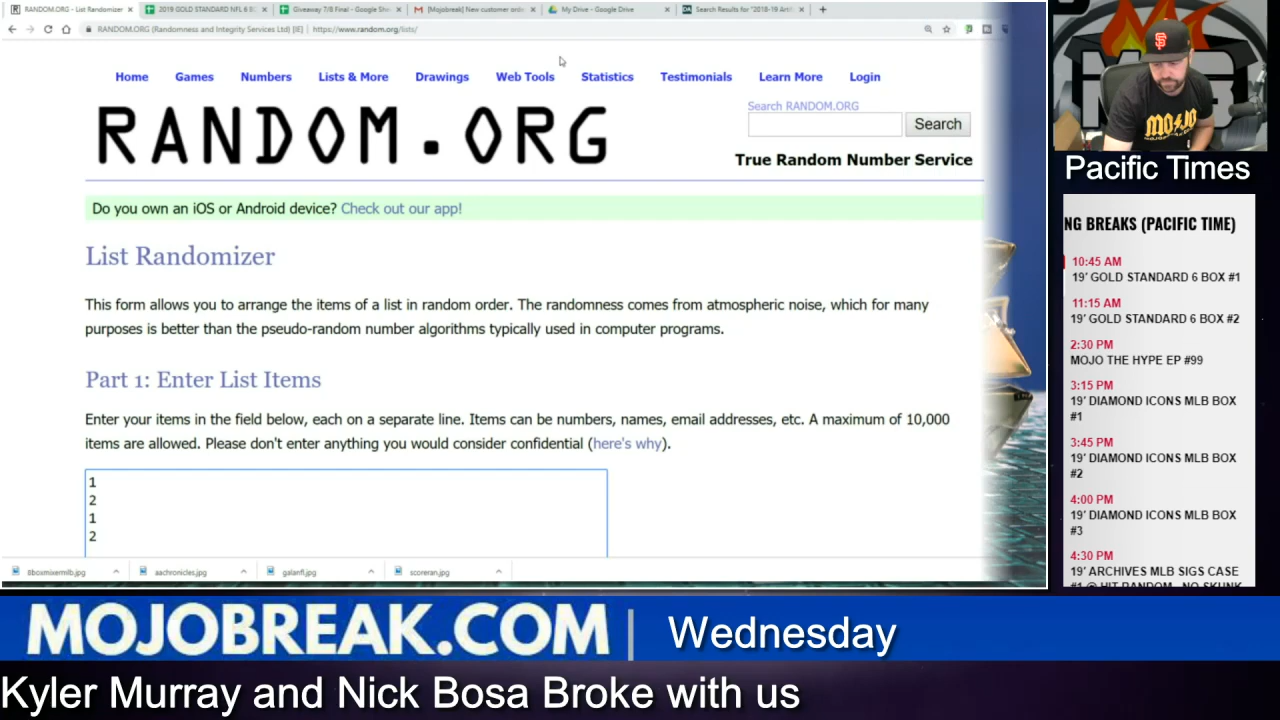 RANDOM.ORG - List Randomizer
2019 GOLD STANDARD NFL 6 B
Giveaway 7/8 Final - Google She
[Mojobreak] New customer orde
My Drive - Google Drive
Search Results for "2018-19 Arti
RANDOM.ORG (Randomness and Integrity Services Ltd) [IE] | https://www.random.org/lists/
Home Games Numbers Lists & More Drawings Web Tools Statistics Testimonials Learn More Login
RANDOM.ORG
Search RANDOM.ORG
Search
True Random Number Service
Do you own an iOS or Android device? Check out our app!
List Randomizer
This form allows you to arrange the items of a list in random order. The randomness comes from atmospheric noise, which for many
purposes is better than the pseudo-random number algorithms typically used in computer programs.
Part 1: Enter List Items
Enter your items in the field below, each on a separate line. Items can be numbers, names, email addresses, etc. A maximum of 10,000
items are allowed. Please don't enter anything you would consider confidential (here's why).
1
2
1
2
8boxmixermlb.jpg
aachronicles.jpg
galanfl.jpg
scoreran.jpg
MOJO
Pacific Times
NG BREAKS (PACIFIC TIME)
10:45 AM
19' GOLD STANDARD 6 BOX #1
11:15 AM
19' GOLD STANDARD 6 BOX #2
2:30 PM
MOJO THE HYPE EP #99
3:15 PM
19' DIAMOND ICONS MLB BOX
#1
3:45 PM
19' DIAMOND ICONS MLB BOX
#2
4:00 PM
19' DIAMOND ICONS MLB BOX
#3
4:30 PM
19' ARCHIVES MLB SIGS CASE
#1 @ HIT RANDOM - NO SKUNK
MOJOBREAK.COM | Wednesday
Kyler Murray and Nick Bosa Broke with us